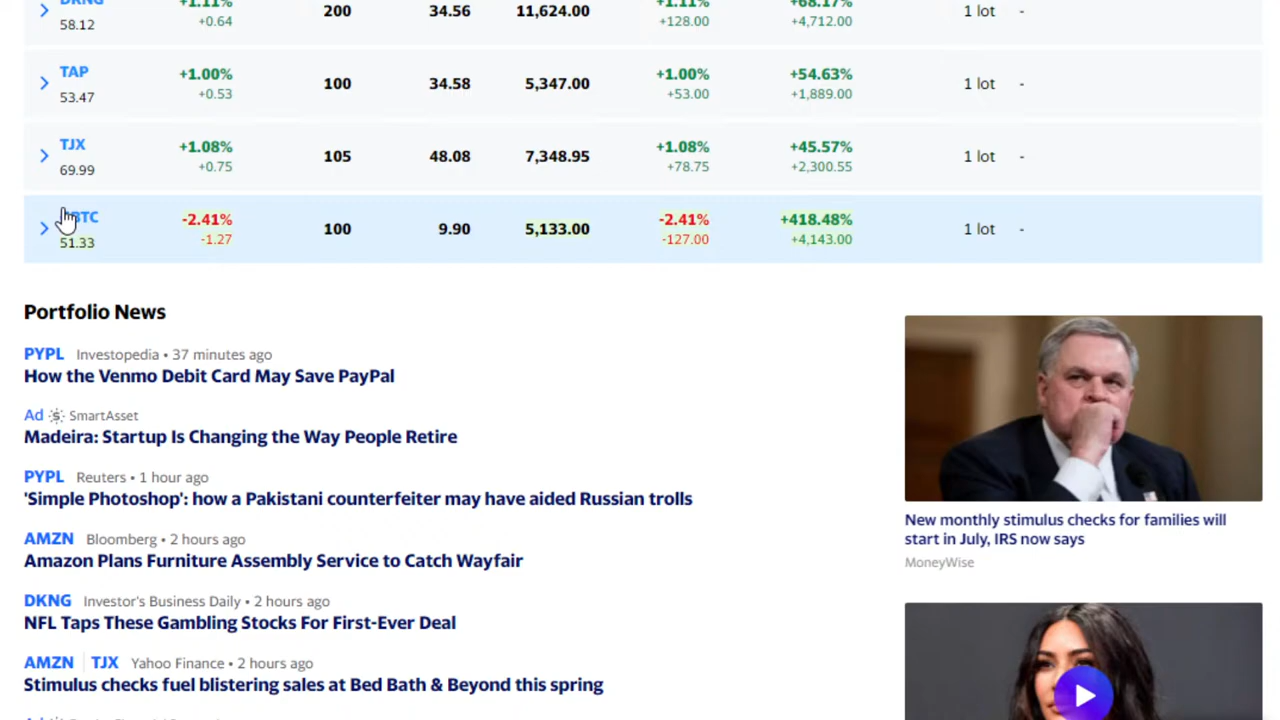 DKNG +1.11% 200 34.56 11,624.00 +1.11% +68.17% 1 lot -
58.12 +0.64 +128.00 +4,712.00
TAP +1.00% 100 34.58 5,347.00 +1.00% +54.63% 1 lot -
53.47 +0.53 +53.00 +1,889.00
TJX +1.08% 105 48.08 7,348.95 +1.08% +45.57% 1 lot -
69.99 +0.75 +78.75 +2,300.55
-2.41% 100 9.90 5,133.00 -2.41% +418.48% 1 lot -
51.33 -1.27 -127.00 +4,143.00
Portfolio News
PYPL Investopedia • 37 minutes ago
How the Venmo Debit Card May Save PayPal
Ad SmartAsset
Madeira: Startup Is Changing the Way People Retire
PYPL Reuters • 1 hour ago
'Simple Photoshop': how a Pakistani counterfeiter may have aided Russian trolls
AMZN Bloomberg • 2 hours ago
Amazon Plans Furniture Assembly Service to Catch Wayfair
DKNG Investor's Business Daily • 2 hours ago
NFL Taps These Gambling Stocks For First-Ever Deal
AMZN TJX Yahoo Finance • 2 hours ago
Stimulus checks fuel blistering sales at Bed Bath & Beyond this spring
Ad
New monthly stimulus checks for families will
start in July, IRS now says
MoneyWise